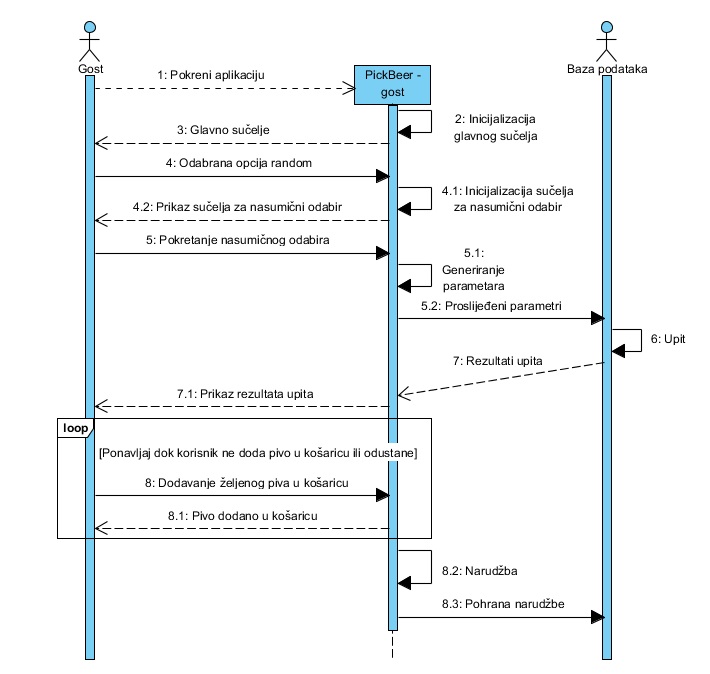 Gost
Baza podataka
PickBeer -
gost
1: Pokreni aplikaciju
2: Inicijalizacija
glavnog sučelja
3: Glavno sučelje
4: Odabrana opcija random
4.1: Inicijalizacija sučelja
za nasumični odabir
4.2: Prikaz sučelja za nasumični odabir
5: Pokretanje nasumičnog odabira
5.1:
Generiranje
parametara
5.2: Proslijeđeni parametri
6: Upit
7: Rezultati upita
7.1: Prikaz rezultata upita
loop
[Ponavljaj dok korisnik ne doda pivo u košaricu ili odustane]
8: Dodavanje željenog piva u košaricu
8.1: Pivo dodano u košaricu
8.2: Narudžba
8.3: Pohrana narudžbe